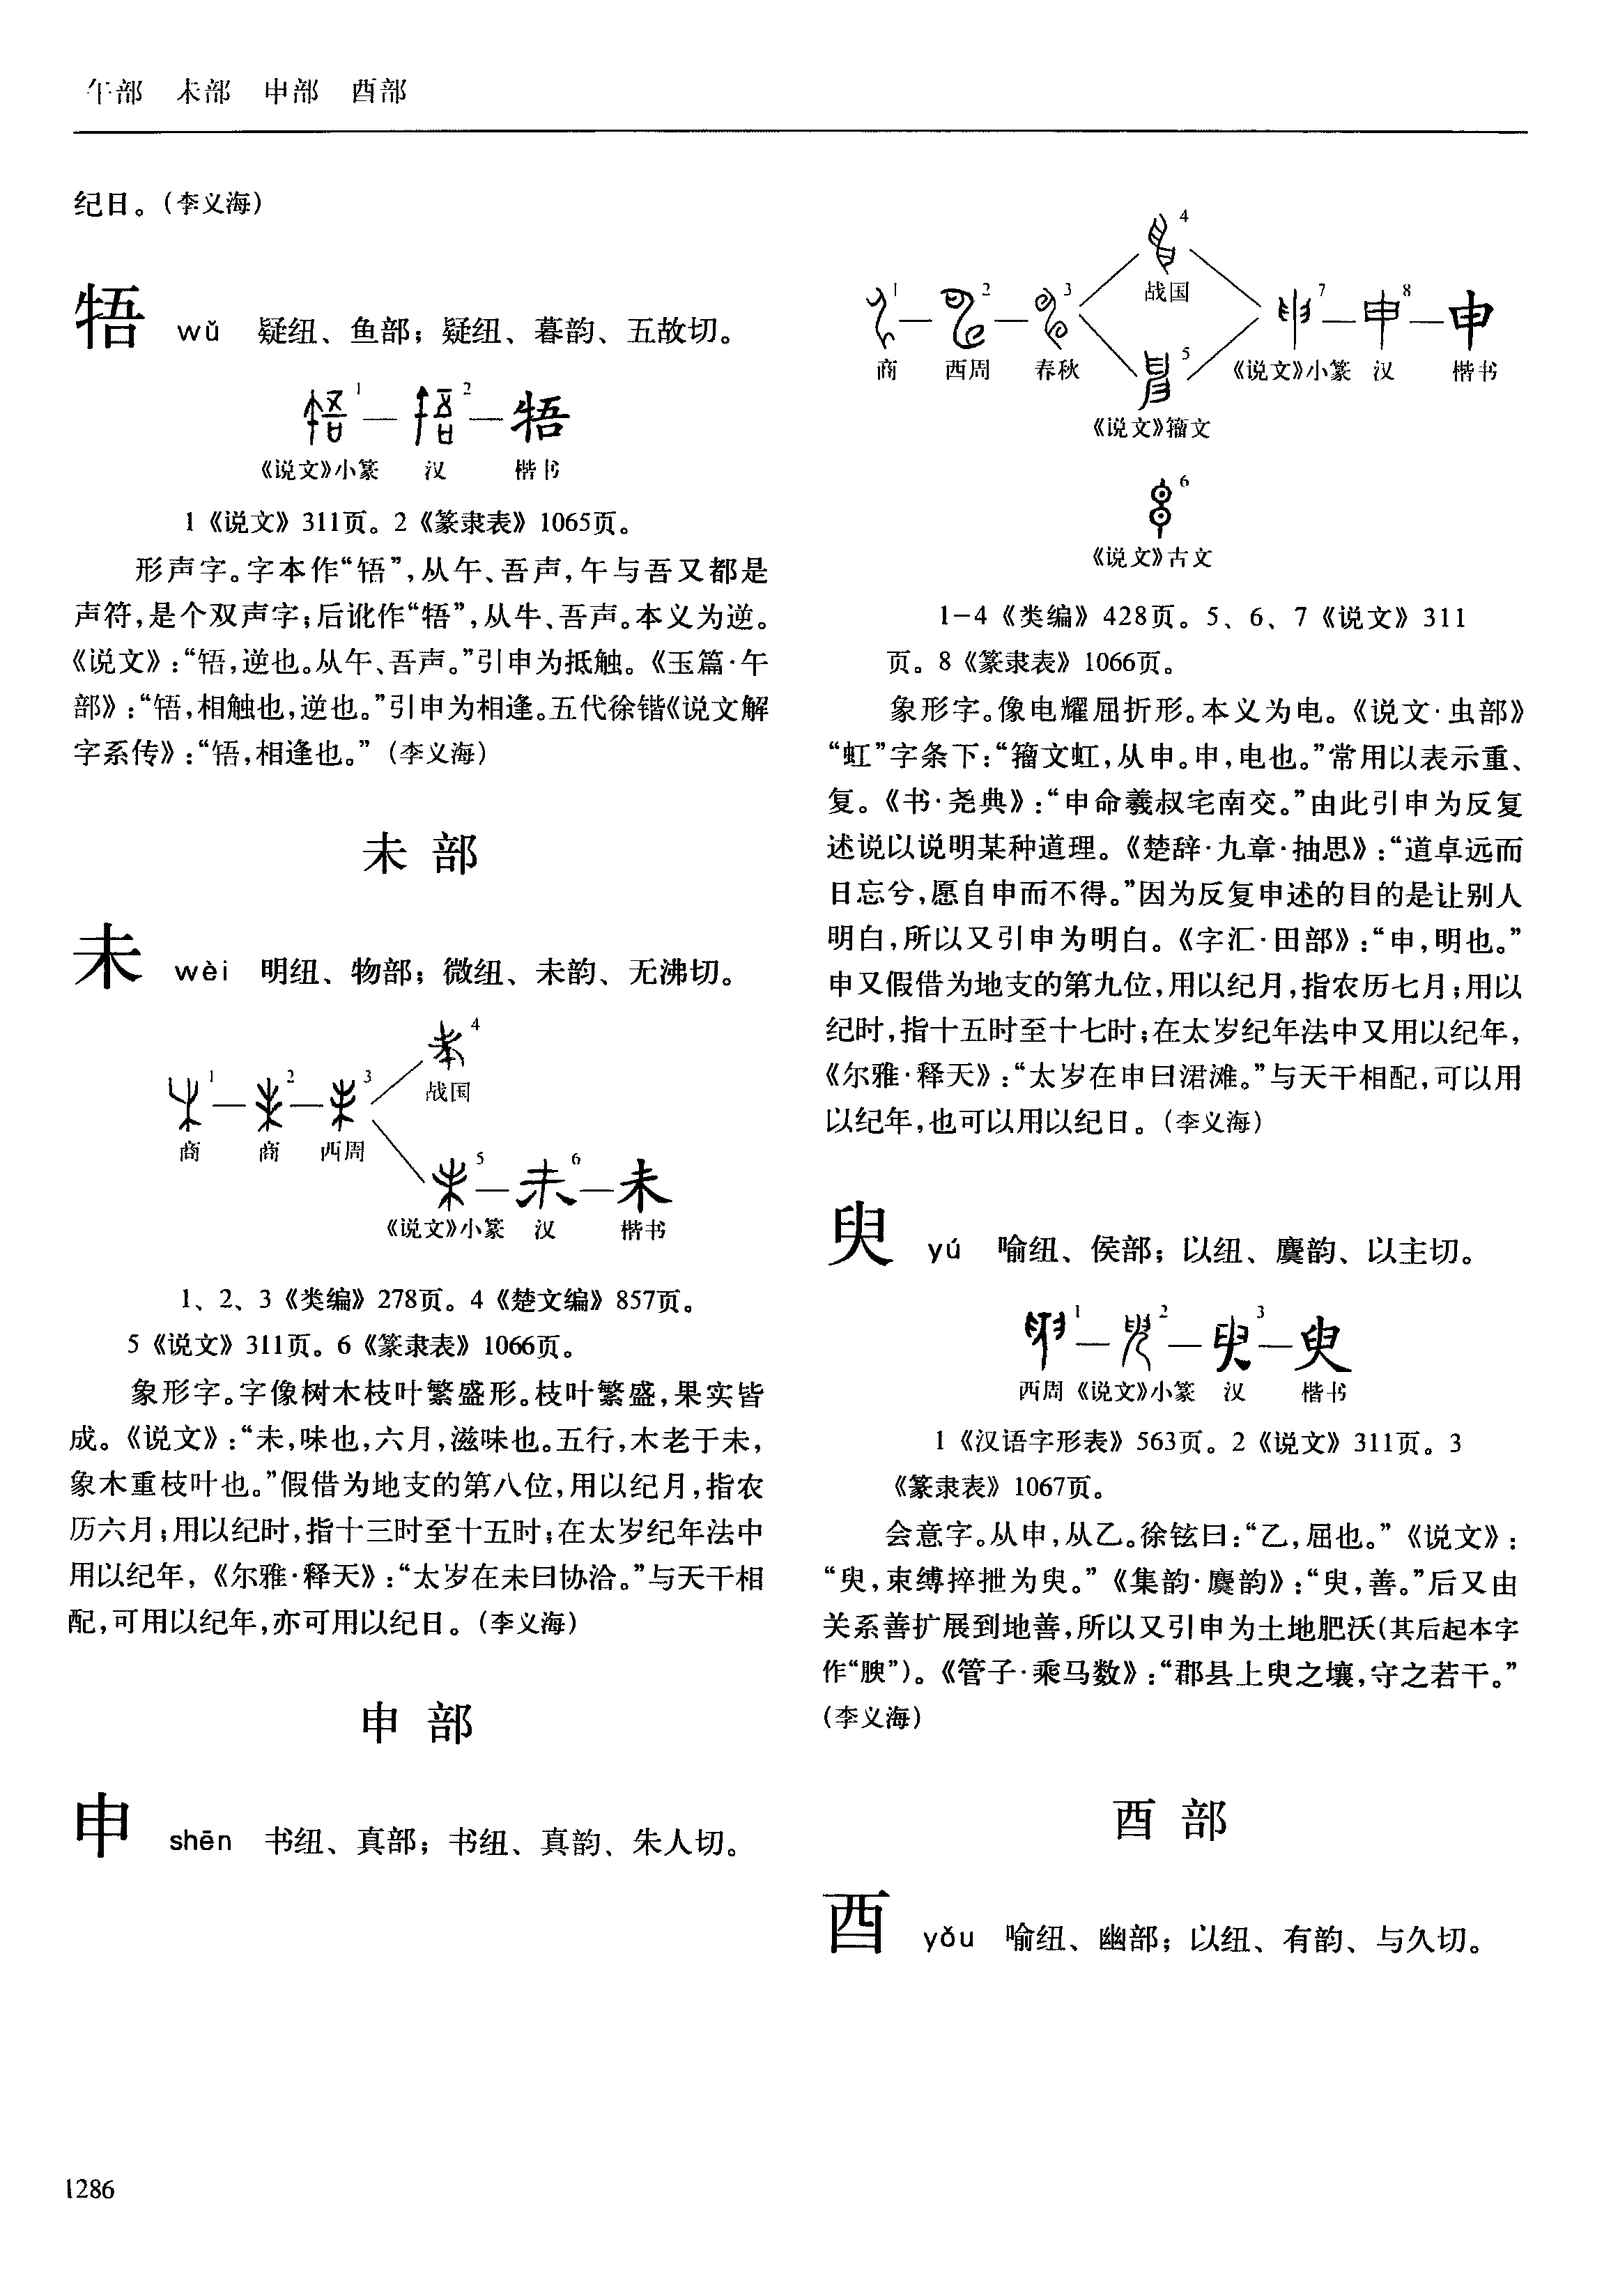 午部 未部 申部 酉部
纪日。(李义海)
牾 wǔ 疑纽、鱼部；疑纽、暮韵、五故切。
1 — 2 — 牾
《说文》小篆 汉 楷书
1《说文》311页。2《篆隶表》1065页。
形声字。字本作“啎”,从午、吾声,午与吾又都是
声符,是个双声字;后讹作“牾”,从牛、吾声。本义为逆。
《说文》:“啎,逆也。从午、吾声。”引申为抵触。《玉篇·午
部》:“啎,相触也,逆也。”引申为相逢。五代徐锴《说文解
字系传》:“啎,相逢也。”(李义海)
未部
未 wèi 明纽、物部；微纽、未韵、无沸切。
4
战国
1 — 2 — 3
商 商 西周
5 — 6 — 未
《说文》小篆 汉 楷书
1、2、3《类编》278页。4《楚文编》857页。
5《说文》311页。6《篆隶表》1066页。
象形字。字像树木枝叶繁盛形。枝叶繁盛,果实皆
成。《说文》:“未,味也,六月,滋味也。五行,木老于未,
象木重枝叶也。”假借为地支的第八位,用以纪月,指农
历六月;用以纪时,指十三时至十五时;在太岁纪年法中
用以纪年,《尔雅·释天》:“太岁在未曰协洽。”与天干相
配,可用以纪年,亦可用以纪日。(李义海)
申部
申 shēn 书纽、真部；书纽、真韵、朱人切。
4
战国
1 — 2 — 3
商 西周 春秋
7 — 8 — 申
《说文》小篆 汉 楷书
5
《说文》籀文
6
《说文》古文
1-4《类编》428页。5、6、7《说文》311
页。8《篆隶表》1066页。
象形字。像电耀屈折形。本义为电。《说文·虫部》
“虹”字条下:“籀文虹,从申。申,电也。”常用以表示重、
复。《书·尧典》:“申命羲叔宅南交。”由此引申为反复
述说以说明某种道理。《楚辞·九章·抽思》:“道卓远而
日忘兮,愿自申而不得。”因为反复申述的目的是让别人
明白,所以又引申为明白。《字汇·田部》:“申,明也。”
申又假借为地支的第九位,用以纪月,指农历七月;用以
纪时,指十五时至十七时;在太岁纪年法中又用以纪年,
《尔雅·释天》:“太岁在申曰涒滩。”与天干相配,可以用
以纪年,也可以用以纪日。(李义海)
臾 yú 喻纽、侯部；以纽、麌韵、以主切。
1 — 2 — 3 — 臾
西周 《说文》小篆 汉 楷书
1《汉语字形表》563页。2《说文》311页。3
《篆隶表》1067页。
会意字。从申,从乙。徐铉曰:“乙,屈也。”《说文》:
“臾,束缚捽抴为臾。”《集韵·麌韵》:“臾,善。”后又由
关系善扩展到地善,所以又引申为土地肥沃(其后起本字
作“腴”)。《管子·乘马数》:“郡县上臾之壤,守之若干。”
(李义海)
酉部
酉 yǒu 喻纽、幽部；以纽、有韵、与久切。
1286